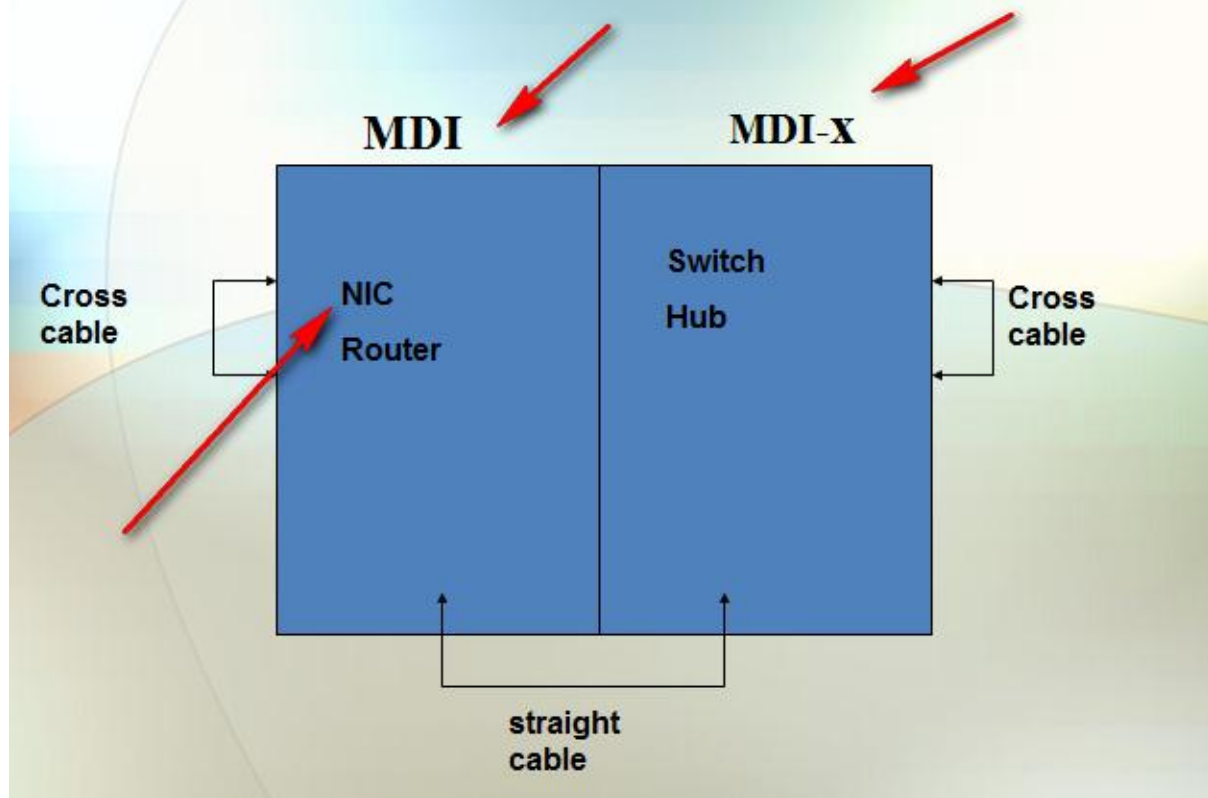 MDI
MDI-X
Cross
cable
NIC
Router
Switch
Hub
Cross
cable
straight
cable